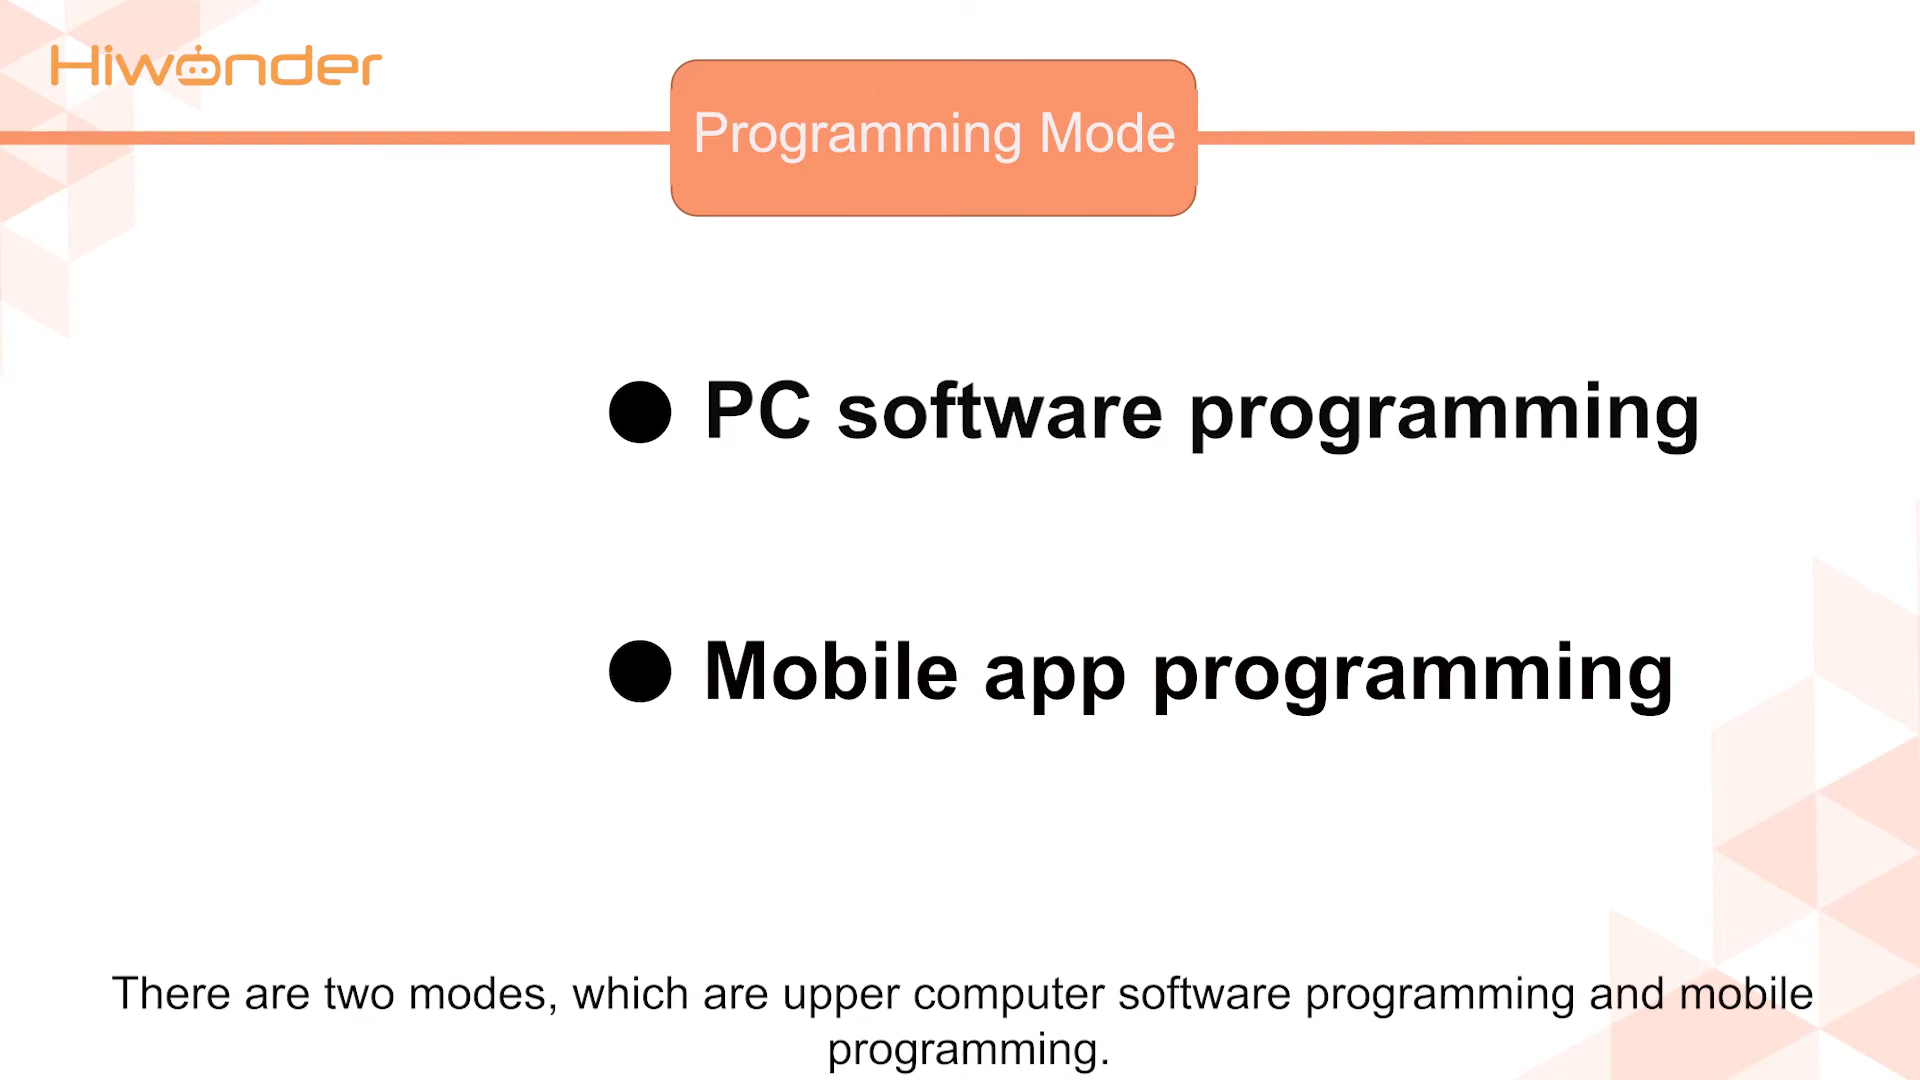 Hiwonder
Programming Mode
● PC software programming
● Mobile app programming
There are two modes, which are upper computer software programming and mobile
programming.